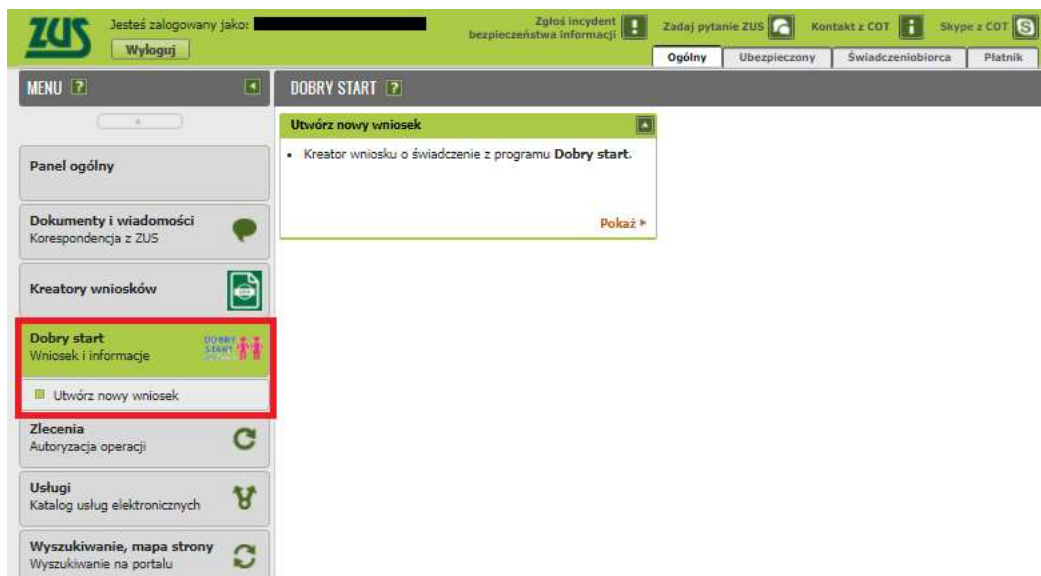 ZUS
Jesteś zalogowany jako:
Wyloguj
Zgłoś incydent
bezpieczeństwa informacji
Zadaj pytanie ZUS
Kontakt z COT
Skype z COT
Ogólny
Ubezpieczony
Świadczeniobiorca
Płatnik
MENU ?
DOBRY START ?
Utwórz nowy wniosek
• Kreator wniosku o świadczenie z programu Dobry start.
Pokaż
Panel ogólny
Dokumenty i wiadomości
Korespondencja z ZUS
Kreatory wniosków
Dobry start
Wniosek i informacje
DOBRY
START
Utwórz nowy wniosek
Zlecenia
Autoryzacja operacji
Usługi
Katalog usług elektronicznych
Wyszukiwanie, mapa strony
Wyszukiwanie na portalu